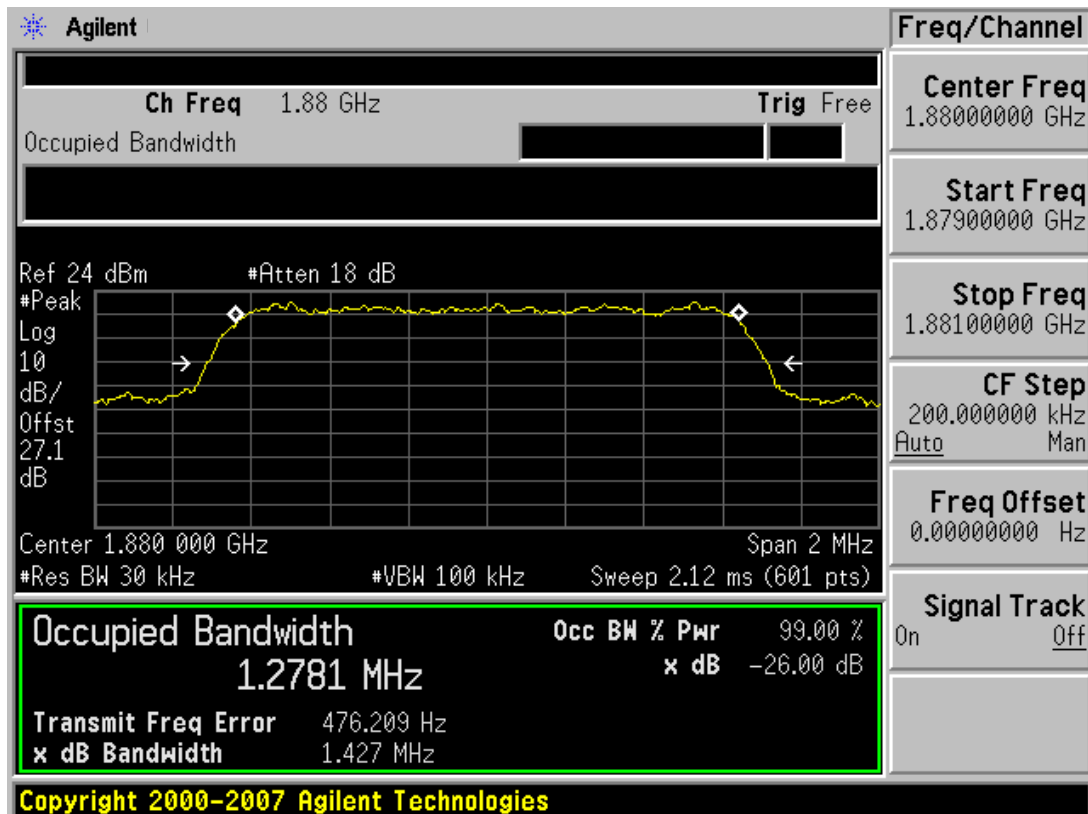 Agilent
Freq/Channel
Ch Freq 1.88 GHz Trig Free
Occupied Bandwidth
Center Freq
1.88000000 GHz
Start Freq
1.87900000 GHz
Stop Freq
1.88100000 GHz
CF Step
200.000000 kHz
Auto Man
Freq Offset
0.00000000 Hz
Signal Track
On Off
Ref 24 dBm #Atten 18 dB
#Peak
Log
10
dB/
Offst
27.1
dB
Center 1.880 000 GHz Span 2 MHz
#Res BW 30 kHz #VBW 100 kHz Sweep 2.12 ms (601 pts)
Occupied Bandwidth Occ BW % Pwr 99.00 %
1.2781 MHz x dB -26.00 dB
Transmit Freq Error 476.209 Hz
x dB Bandwidth 1.427 MHz
Copyright 2000-2007 Agilent Technologies